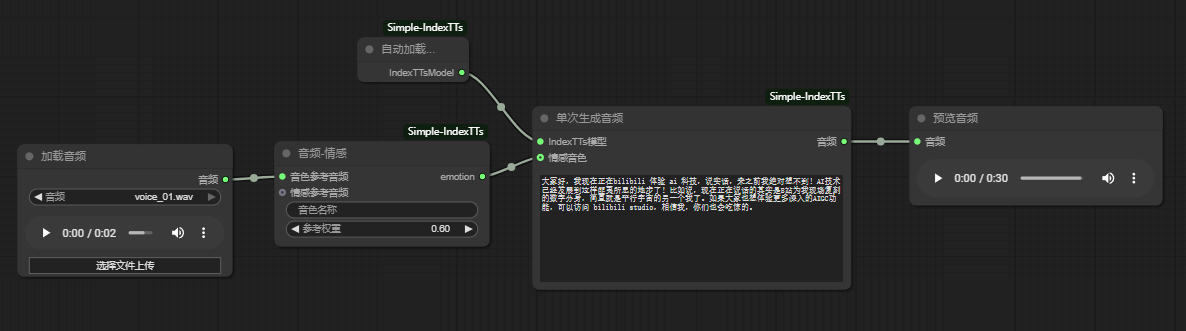 Simple-IndexTTs
自动加载...
IndexTTsModel
Simple-IndexTTs
音频-情感
音色参考音频
emotion
情感参考音频
音色名称
参考权重
0.60
加载音频
音频
音频
voice_01.wav
0:00 / 0:02
选择文件上传
Simple-IndexTTs
单次生成音频
IndexTTs模型
音频
情感音色
大家好，我现在正在bilibili 体验 ai 科技，说实话，来之前我绝对想不到！AI技术
已经发展到这样匪夷所思的地步了！比如说，现在正在说话的其实是B站为我现场复刻
的数字分身，简直就是平行宇宙的另一个我了。如果大家也想体验更多深入的AIGC功
能，可以访问 bilibili studio，相信我，你们也会吃惊的。
预览音频
音频
0:00 / 0:30